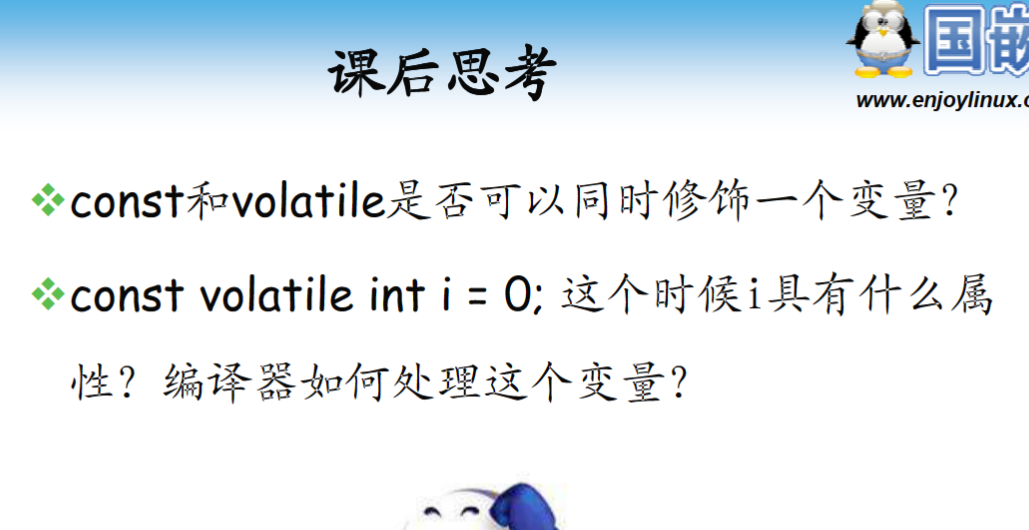 课后思考
国嵌
www.enjoylinux.c
const和volatile是否可以同时修饰一个变量？
const volatile int i = 0; 这个时候i具有什么属
性？编译器如何处理这个变量？